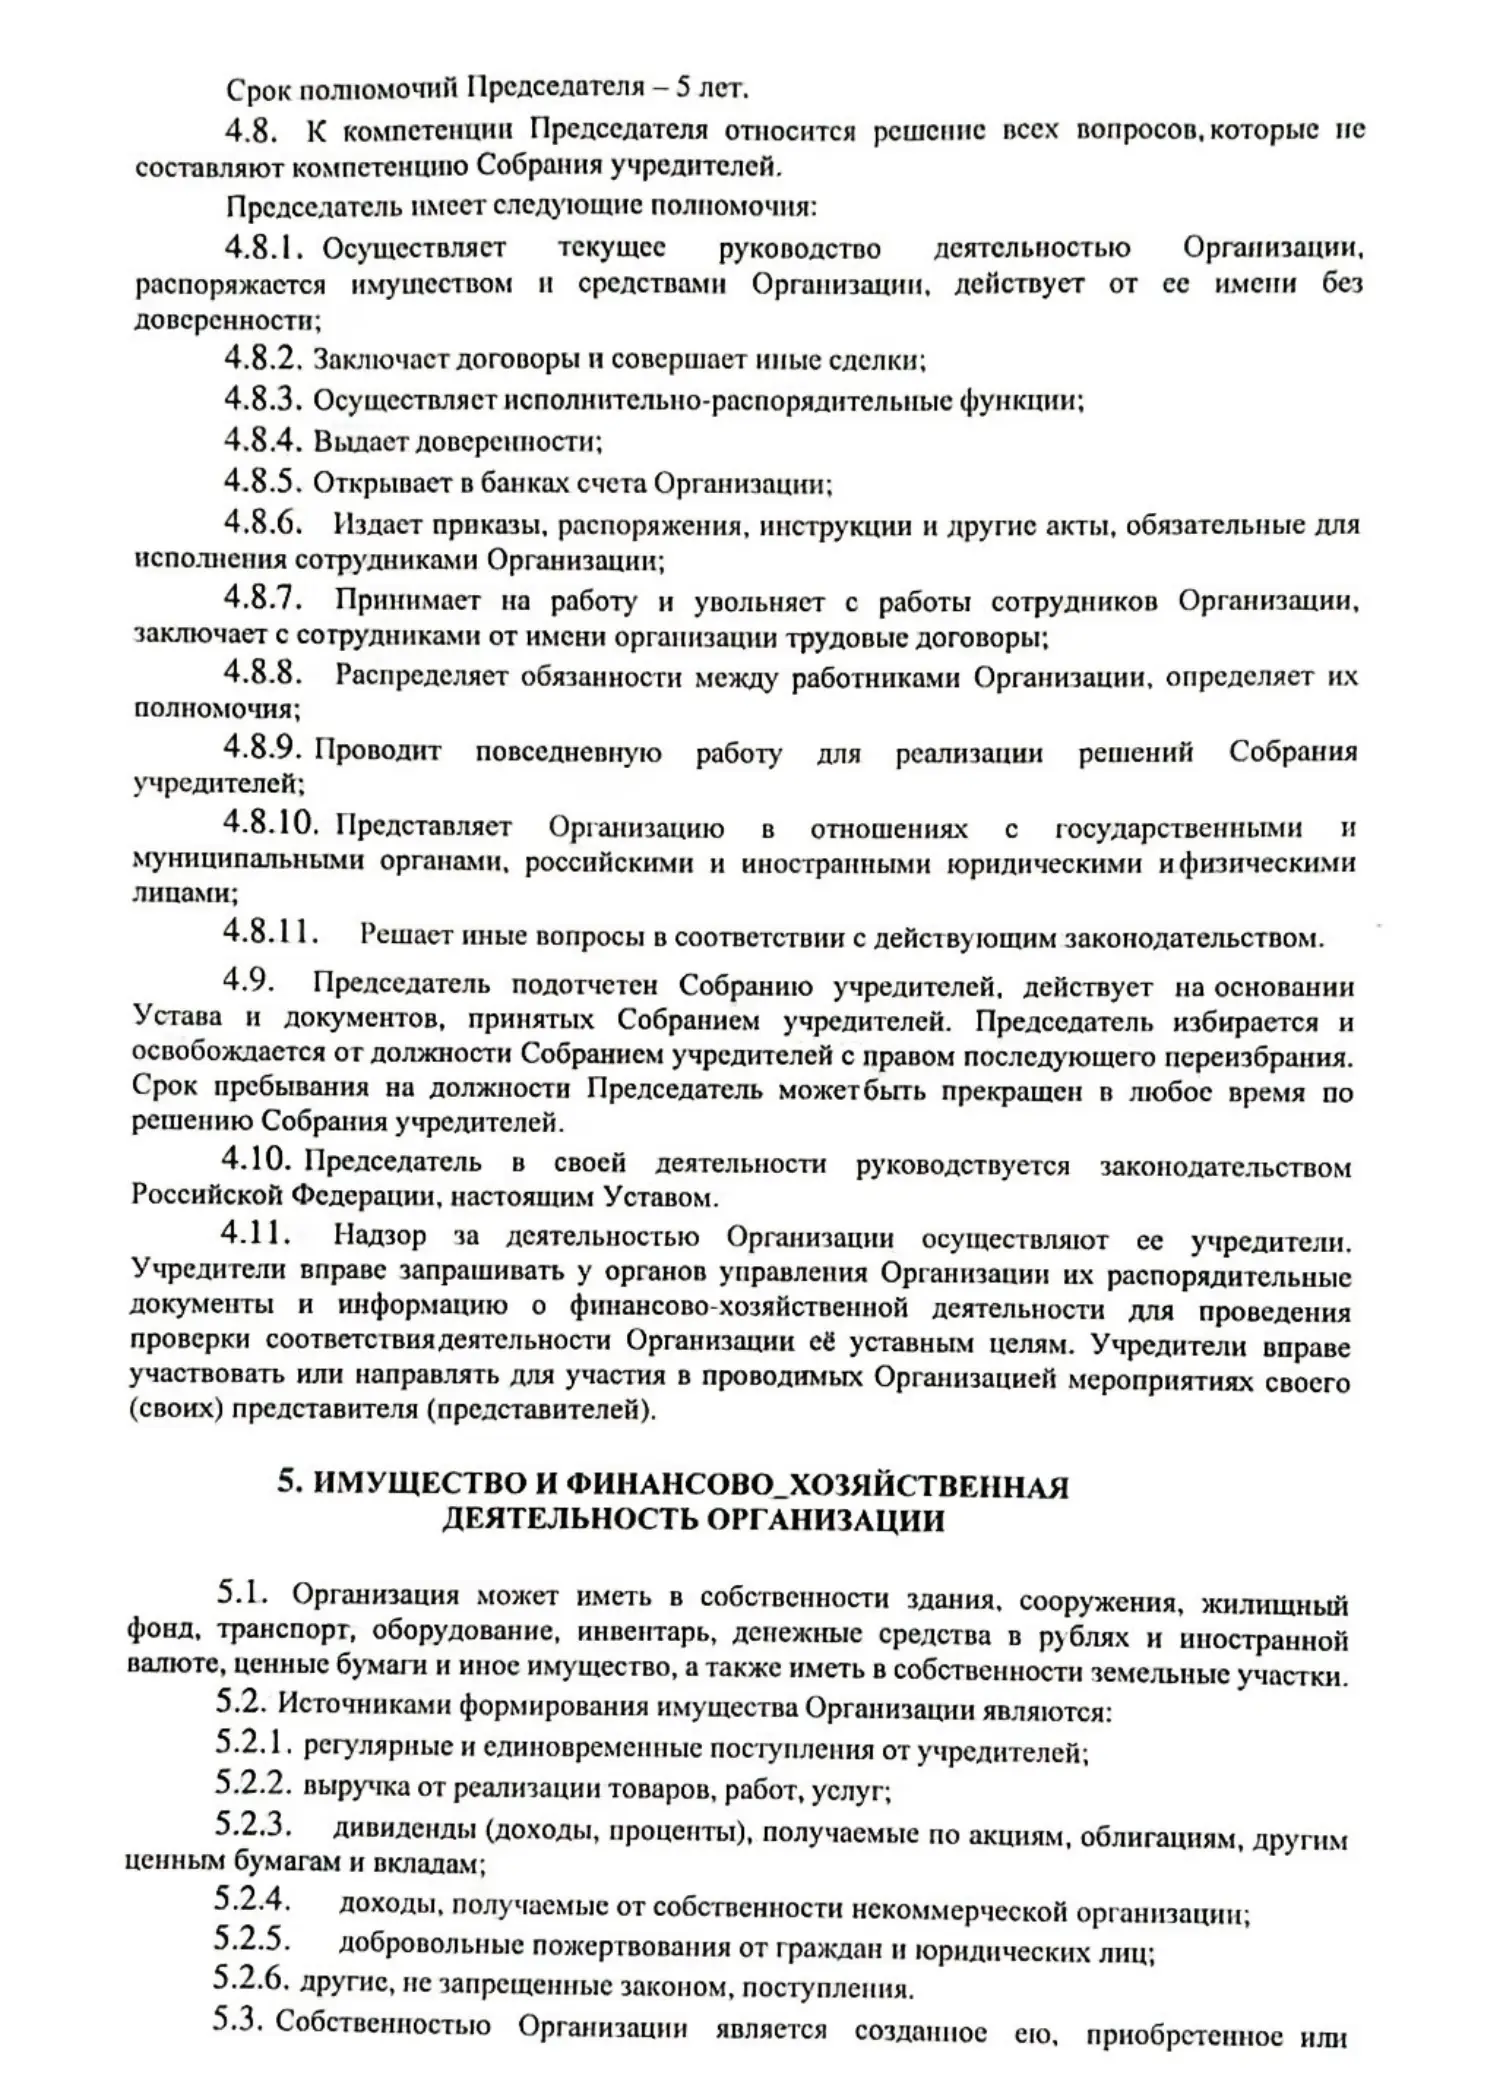 Срок полномочий Председателя – 5 лет.
4.8. К компетенции Председателя относится решение всех вопросов, которые не
составляют компетенцию Собрания учредителей.
Председатель имеет следующие полномочия:
4.8.1. Осуществляет текущее руководство деятельностью Организации,
распоряжается имуществом и средствами Организации, действует от ее имени без
доверенности;
4.8.2. Заключает договоры и совершает иные сделки;
4.8.3. Осуществляет исполнительно-распорядительные функции;
4.8.4. Выдает доверенности;
4.8.5. Открывает в банках счета Организации;
4.8.6. Издает приказы, распоряжения, инструкции и другие акты, обязательные для
исполнения сотрудниками Организации;
4.8.7. Принимает на работу и увольняет с работы сотрудников Организации,
заключает с сотрудниками от имени организации трудовые договоры;
4.8.8. Распределяет обязанности между работниками Организации, определяет их
полномочия;
4.8.9. Проводит повседневную работу для реализации решений Собрания
учредителей;
4.8.10. Представляет Организацию в отношениях с государственными и
муниципальными органами, российскими и иностранными юридическими и физическими
лицами;
4.8.11. Решает иные вопросы в соответствии с действующим законодательством.
4.9. Председатель подотчетен Собранию учредителей, действует на основании
Устава и документов, принятых Собранием учредителей. Председатель избирается и
освобождается от должности Собранием учредителей с правом последующего переизбрания.
Срок пребывания на должности Председатель может быть прекращен в любое время по
решению Собрания учредителей.
4.10. Председатель в своей деятельности руководствуется законодательством
Российской Федерации, настоящим Уставом.
4.11. Надзор за деятельностью Организации осуществляют ее учредители.
Учредители вправе запрашивать у органов управления Организации их распорядительные
документы и информацию о финансово-хозяйственной деятельности для проведения
проверки соответствия деятельности Организации её уставным целям. Учредители вправе
участвовать или направлять для участия в проводимых Организацией мероприятиях своего
(своих) представителя (представителей).
5. ИМУЩЕСТВО И ФИНАНСОВО_ХОЗЯЙСТВЕННАЯ
ДЕЯТЕЛЬНОСТЬ ОРГАНИЗАЦИИ
5.1. Организация может иметь в собственности здания, сооружения, жилищный
фонд, транспорт, оборудование, инвентарь, денежные средства в рублях и иностранной
валюте, ценные бумаги и иное имущество, а также иметь в собственности земельные участки.
5.2. Источниками формирования имущества Организации являются:
5.2.1. регулярные и единовременные поступления от учредителей;
5.2.2. выручка от реализации товаров, работ, услуг;
5.2.3. дивиденды (доходы, проценты), получаемые по акциям, облигациям, другим
ценным бумагам и вкладам;
5.2.4. доходы, получаемые от собственности некоммерческой организации;
5.2.5. добровольные пожертвования от граждан и юридических лиц;
5.2.6. другие, не запрещенные законом, поступления.
5.3. Собственностью Организации является созданное ею, приобретенное или